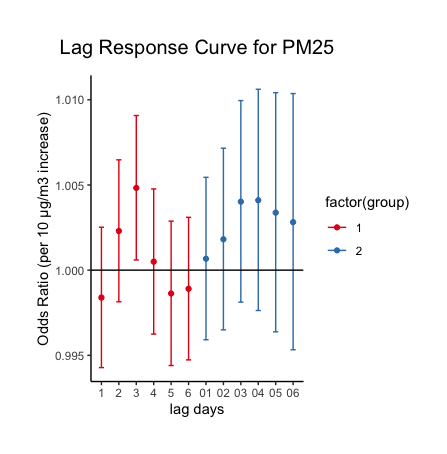 Lag Response Curve for PM25
Odds Ratio (per 10 μg/m3 increase)
1.010
1.005
1.000
0.995
1 2 3 4 5 6 01 02 03 04 05 06
lag days
factor(group)
1
2